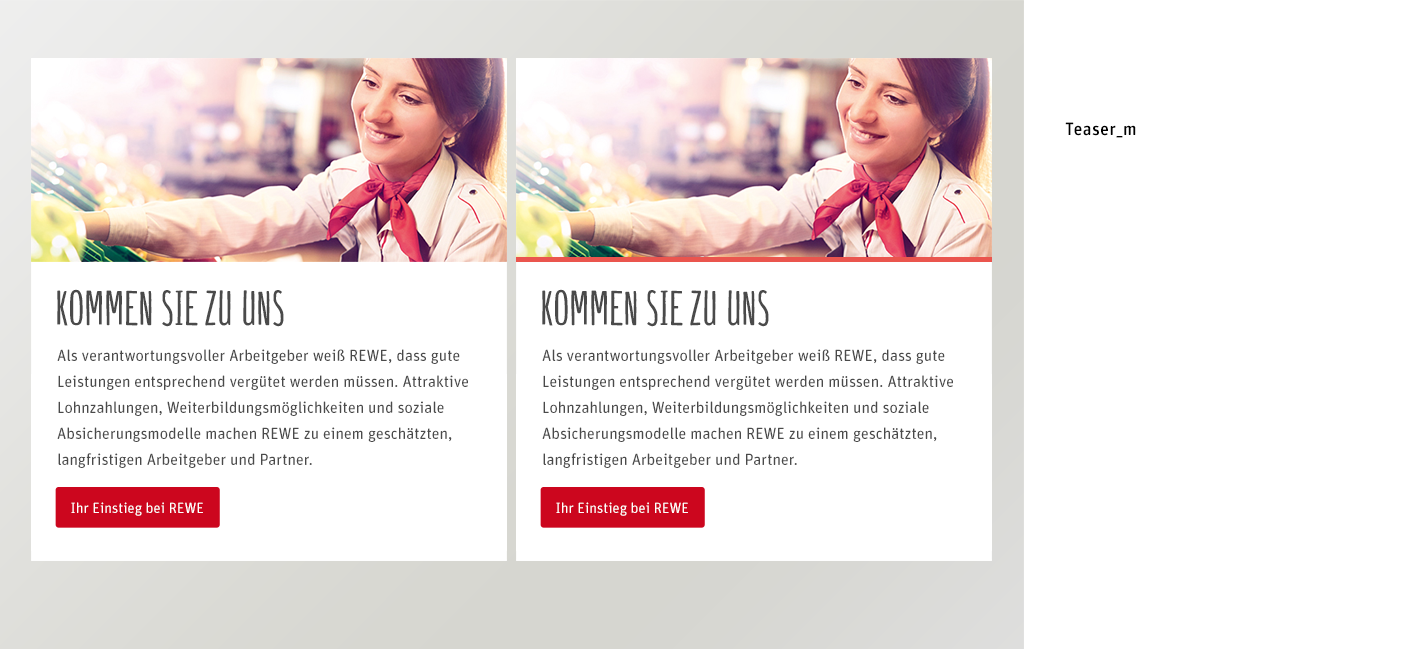 KOMMEN SIE ZU UNS
Als verantwortungsvoller Arbeitgeber weiß REWE, dass gute
Leistungen entsprechend vergütet werden müssen. Attraktive
Lohnzahlungen, Weiterbildungsmöglichkeiten und soziale
Absicherungsmodelle machen REWE zu einem geschätzten,
langfristigen Arbeitgeber und Partner.
Ihr Einstieg bei REWE
KOMMEN SIE ZU UNS
Als verantwortungsvoller Arbeitgeber weiß REWE, dass gute
Leistungen entsprechend vergütet werden müssen. Attraktive
Lohnzahlungen, Weiterbildungsmöglichkeiten und soziale
Absicherungsmodelle machen REWE zu einem geschätzten,
langfristigen Arbeitgeber und Partner.
Ihr Einstieg bei REWE
Teaser_m